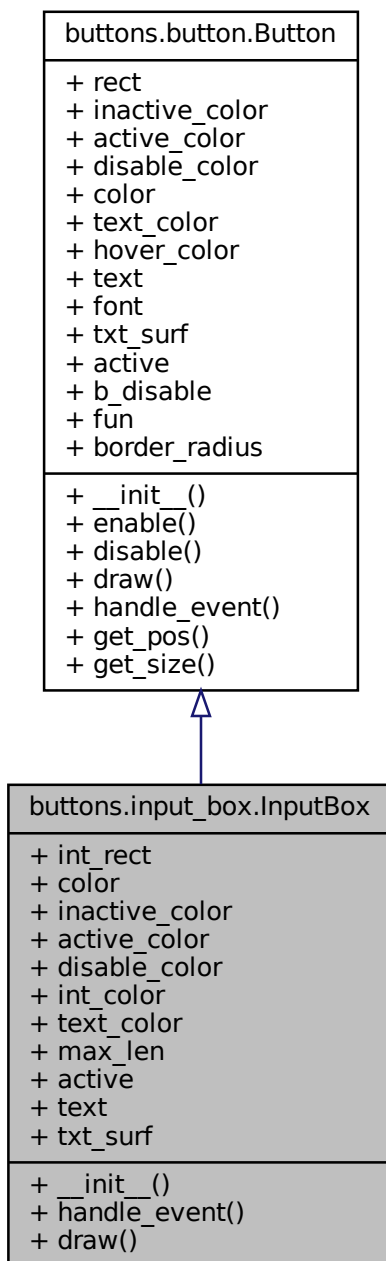 buttons.button.Button
+ rect
+ inactive_color
+ active_color
+ disable_color
+ color
+ text_color
+ hover_color
+ text
+ font
+ txt_surf
+ active
+ b_disable
+ fun
+ border_radius
+ __init__()
+ enable()
+ disable()
+ draw()
+ handle_event()
+ get_pos()
+ get_size()
buttons.input_box.InputBox
+ int_rect
+ color
+ inactive_color
+ active_color
+ disable_color
+ int_color
+ text_color
+ max_len
+ active
+ text
+ txt_surf
+ __init__()
+ handle_event()
+ draw()